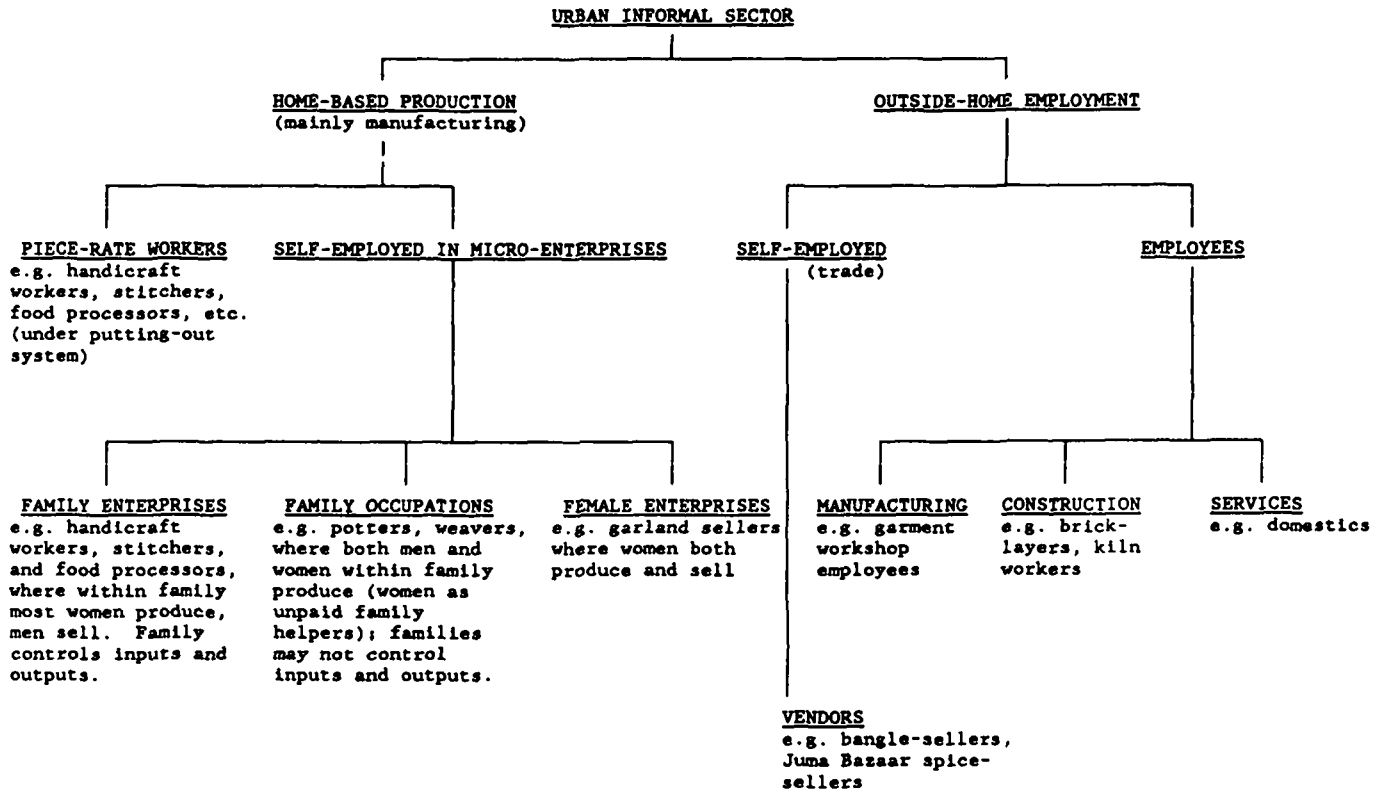 URBAN INFORMAL SECTOR
HOME-BASED PRODUCTION
(mainly manufacturing)
OUTSIDE-HOME EMPLOYMENT
PIECE-RATE WORKERS
e.g. handicraft
workers, stitchers,
food processors, etc.
(under putting-out
system)
SELF-EMPLOYED IN MICRO-ENTERPRISES
SELF-EMPLOYED
(trade)
EMPLOYEES
FAMILY ENTERPRISES
e.g. handicraft
workers, stitchers,
and food processors,
where within family
most women produce,
men sell. Family
controls inputs and
outputs.
FAMILY OCCUPATIONS
e.g. potters, weavers,
where both men and
women within family
produce (women as
unpaid family
helpers); families
may not control
inputs and outputs.
FEMALE ENTERPRISES
e.g. garland sellers
where women both
produce and sell
MANUFACTURING
e.g. garment
workshop
employees
CONSTRUCTION
e.g. brick-
layers, kiln
workers
SERVICES
e.g. domestics
VENDORS
e.g. bangle-sellers,
Juma Bazaar spice-
sellers